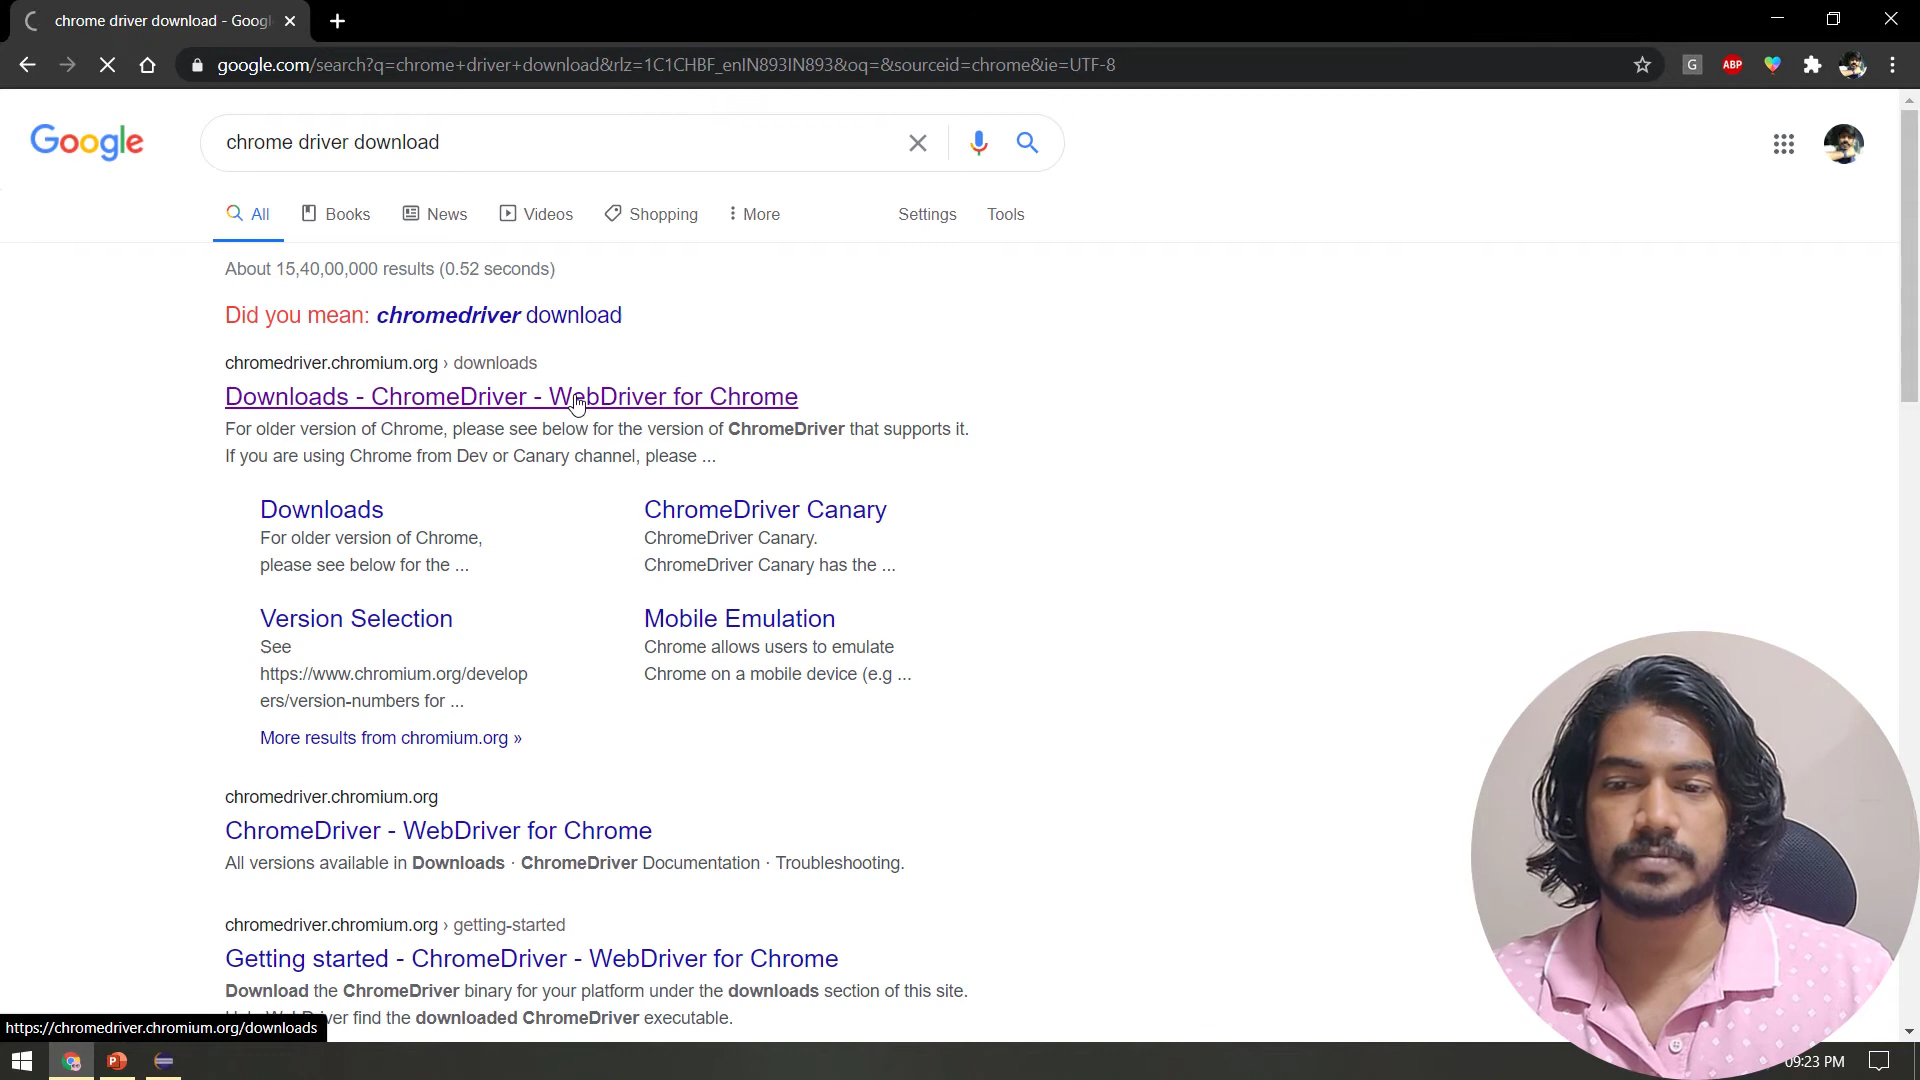 chrome driver download - Googl
google.com/search?q=chrome+driver+download&rlz=1C1CHBF_enIN893IN893&oq=&sourceid=chrome&ie=UTF-8
G
ABP
Google
chrome driver download
All
Books
News
Videos
Shopping
More
Settings
Tools
About 15,40,00,000 results (0.52 seconds)
Did you mean: chromedriver download
chromedriver.chromium.org › downloads
Downloads - ChromeDriver - WebDriver for Chrome
For older version of Chrome, please see below for the version of ChromeDriver that supports it.
If you are using Chrome from Dev or Canary channel, please ...
Downloads
For older version of Chrome,
please see below for the ...
ChromeDriver Canary
ChromeDriver Canary.
ChromeDriver Canary has the ...
Version Selection
See
https://www.chromium.org/develop
ers/version-numbers for ...
Mobile Emulation
Chrome allows users to emulate
Chrome on a mobile device (e.g ...
More results from chromium.org »
chromedriver.chromium.org
ChromeDriver - WebDriver for Chrome
All versions available in Downloads · ChromeDriver Documentation · Troubleshooting.
chromedriver.chromium.org › getting-started
Getting started - ChromeDriver - WebDriver for Chrome
Download the ChromeDriver binary for your platform under the downloads section of this site.
find the downloaded ChromeDriver executable.
https://chromedriver.chromium.org/downloads
09:23 PM